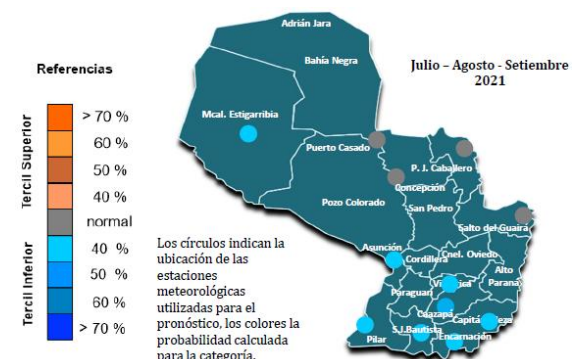 Referencias
Tercil Superior
> 70 %
60 %
50 %
40 %
normal
Tercil Inferior
40 %
50 %
60 %
> 70 %
Julio – Agosto - Setiembre
2021
Adrián Jara
Bahía Negra
Mcal. Estigarribia
Puerto Casado
P. J. Caballero
Concepción
Pozo Colorado
San Pedro
Salto del Guairá
Asunción
Cordillera
Cnel. Oviedo
Alto
Paraná
Paraguarí
Caazapá
S.J.Bautista
Pilar
Encarnación
Los círculos indican la
ubicación de las
estaciones
meteorológicas
utilizadas para el
pronóstico, los colores la
probabilidad calculada
para la categoría.